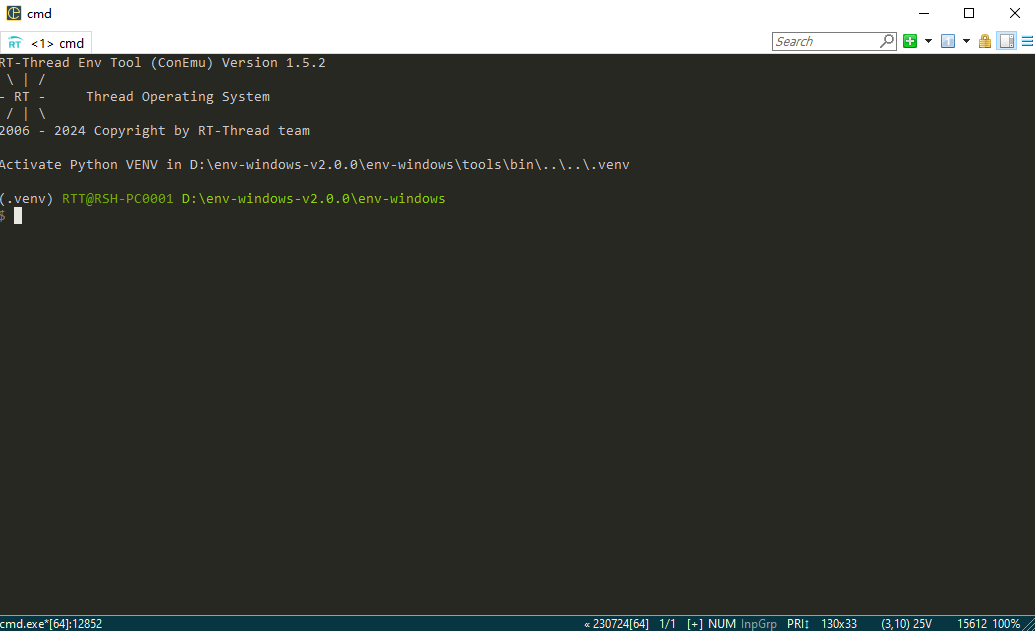 cmd
RT <1> cmd
Search
RT-Thread Env Tool (ConEmu) Version 1.5.2
\ | /
- RT -     Thread Operating System
/ | \
2006 - 2024 Copyright by RT-Thread team
Activate Python VENV in D:\env-windows-v2.0.0\env-windows\tools\bin\..\..\.venv
(.venv) RTT@RSH-PC0001 D:\env-windows-v2.0.0\env-windows
$
cmd.exe*[64]:12852 « 230724[64] 1/1 [+] NUM InpGrp PRI↕ 130x33 (3,10) 25V 15612 100%